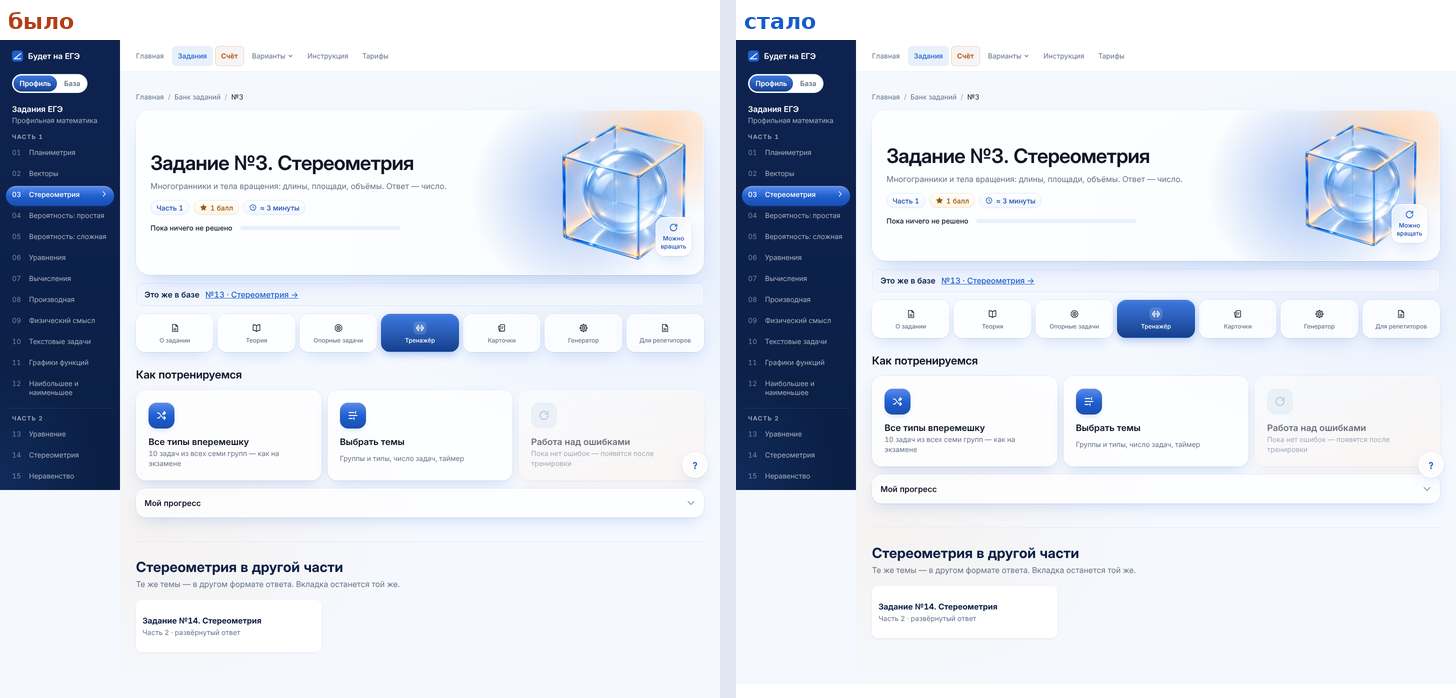 было
Будет на ЕГЭ
Профиль База
Задания ЕГЭ
Профильная математика
ЧАСТЬ 1
01 Планиметрия
02 Векторы
03 Стереометрия
04 Вероятность: простая
05 Вероятность: сложная
06 Уравнения
07 Вычисления
08 Производная
09 Физический смысл
10 Текстовые задачи
11 Графики функций
12 Наибольшее и
наименьшее
ЧАСТЬ 2
13 Уравнение
14 Стереометрия
15 Неравенство
Главная Задания Счёт Варианты Инструкция Тарифы
Главная / Банк заданий / №3
Задание №3. Стереометрия
Многогранники и тела вращения: длины, площади, объёмы. Ответ — число.
Часть 1 1 балл ≈ 3 минуты
Пока ничего не решено
Можно
вращать
Это же в базе №13 · Стереометрия →
О задании Теория Опорные задачи Тренажёр Карточки Генератор Для репетиторов
Как потренируемся
Все типы вперемешку
10 задач из всех семи групп — как на
экзамене
Выбрать темы
Группы и типы, число задач, таймер
Работа над ошибками
Пока нет ошибок — появятся после
тренировки
?
Мой прогресс
Стереометрия в другой части
Те же темы — в другом формате ответа. Вкладка останется той же.
Задание №14. Стереометрия
Часть 2 · развёрнутый ответ
стало
Будет на ЕГЭ
Профиль База
Задания ЕГЭ
Профильная математика
ЧАСТЬ 1
01 Планиметрия
02 Векторы
03 Стереометрия
04 Вероятность: простая
05 Вероятность: сложная
06 Уравнения
07 Вычисления
08 Производная
09 Физический смысл
10 Текстовые задачи
11 Графики функций
12 Наибольшее и
наименьшее
ЧАСТЬ 2
13 Уравнение
14 Стереометрия
15 Неравенство
Главная Задания Счёт Варианты Инструкция Тарифы
Главная / Банк заданий / №3
Задание №3. Стереометрия
Многогранники и тела вращения: длины, площади, объёмы. Ответ — число.
Часть 1 1 балл ≈ 3 минуты
Пока ничего не решено
Можно
вращать
Это же в базе №13 · Стереометрия →
О задании Теория Опорные задачи Тренажёр Карточки Генератор Для репетиторов
Как потренируемся
Все типы вперемешку
10 задач из всех семи групп — как на
экзамене
Выбрать темы
Группы и типы, число задач, таймер
Работа над ошибками
Пока нет ошибок — появятся после
тренировки
?
Мой прогресс
Стереометрия в другой части
Те же темы — в другом формате ответа. Вкладка останется той же.
Задание №14. Стереометрия
Часть 2 · развёрнутый ответ